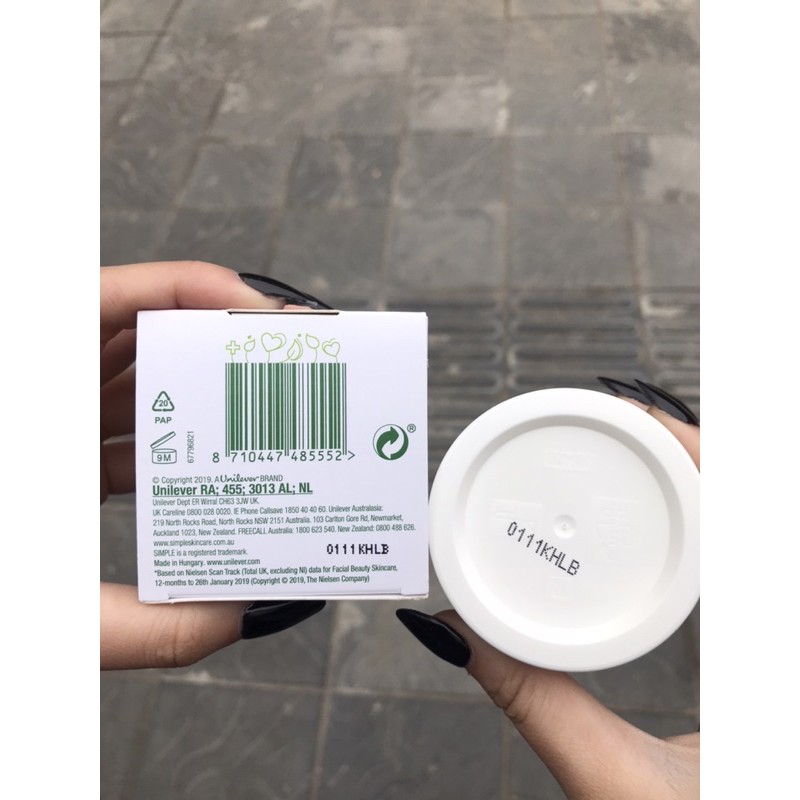 20
PAP
9M
67796821
8 710447 485552 >
®
© Copyright 2019. A Unilever BRAND
Unilever RA; 455; 3013 AL; NL
Unilever Dept ER Wirral CH63 3JW UK.
UK Careline 0800 028 0020. IE Phone Callsave 1850 40 40 60. Unilever Australasia:
219 North Rocks Road, North Rocks NSW 2151 Australia. 103 Carlton Gore Rd, Newmarket,
Auckland 1023, New Zealand. FREECALL Australia: 1800 623 540. New Zealand: 0800 488 626.
www.simpleskincare.com.au
SIMPLE is a registered trademark.
0111KHLB
Made in Hungary. www.unilever.com
*Based on Nielsen Scan Track (Total UK, excluding NI) data for Facial Beauty Skincare,
12-months to 26th January 2019 (Copyright © 2019, The Nielsen Company)
0111KHLB